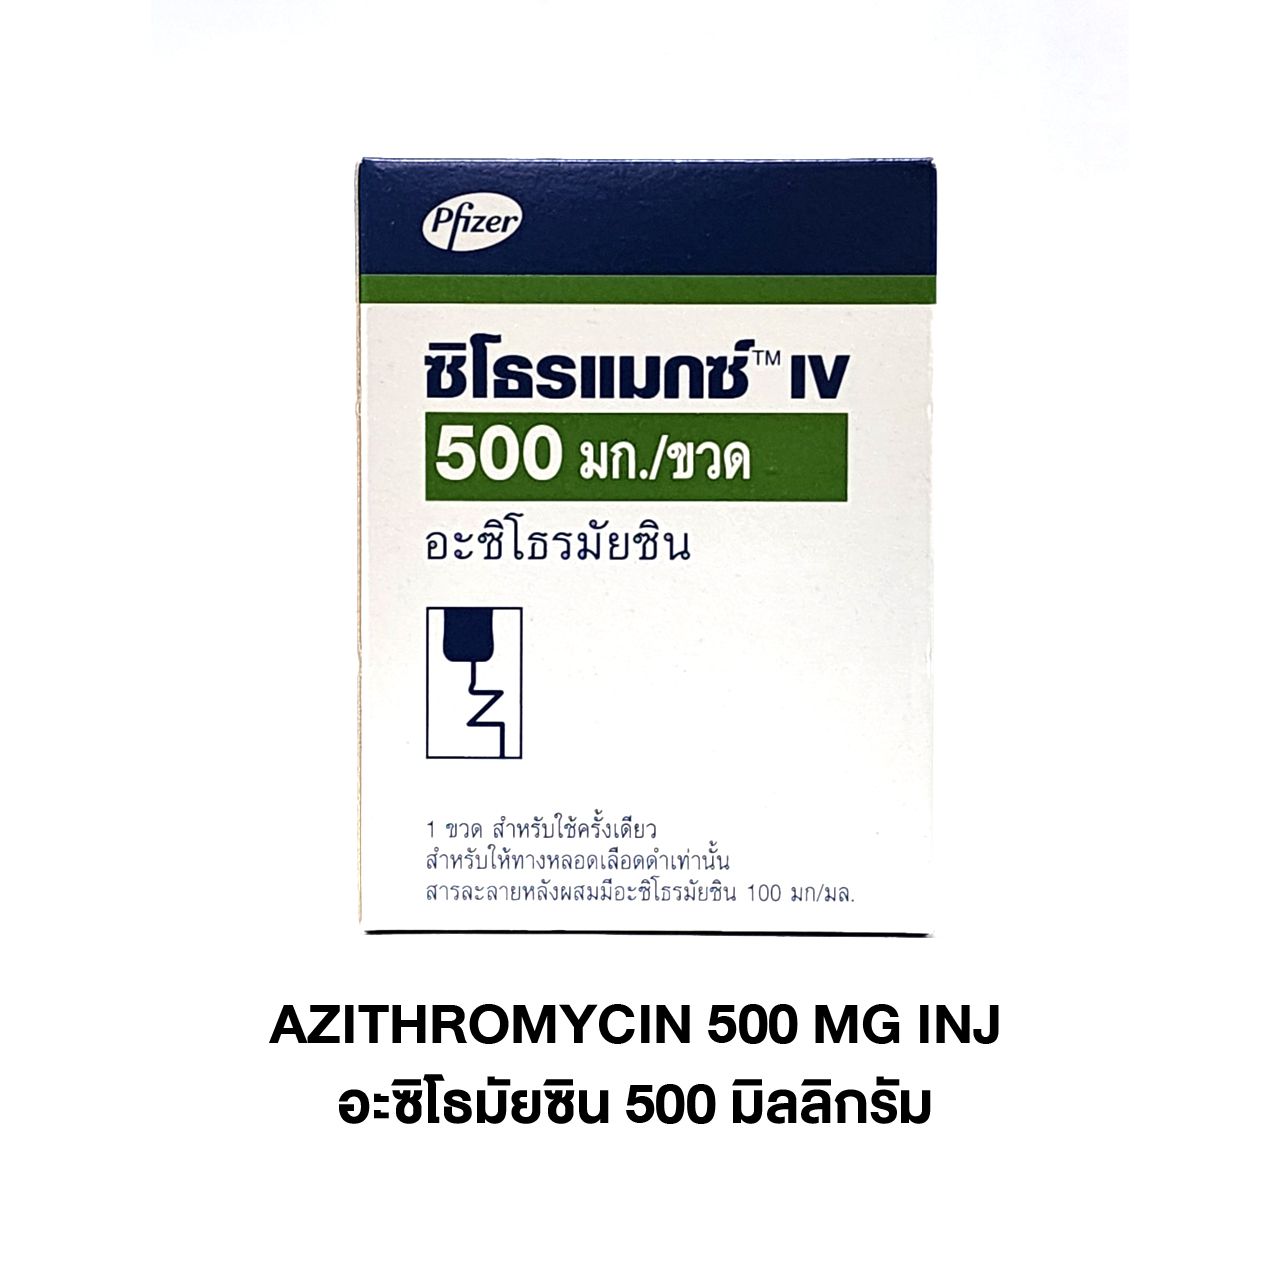 Pfizer
ซิโธรแมกซ์™ IV
500 มก./ขวด
อะซิโธรมัยซิน
1 ขวด สำหรับใช้ครั้งเดียว
สำหรับให้ทางหลอดเลือดดำเท่านั้น
สารละลายหลังผสมมีอะซิโธรมัยซิน 100 มก/มล.
AZITHROMYCIN 500 MG INJ
อะซิโธมัยซิน 500 มิลลิกรัม